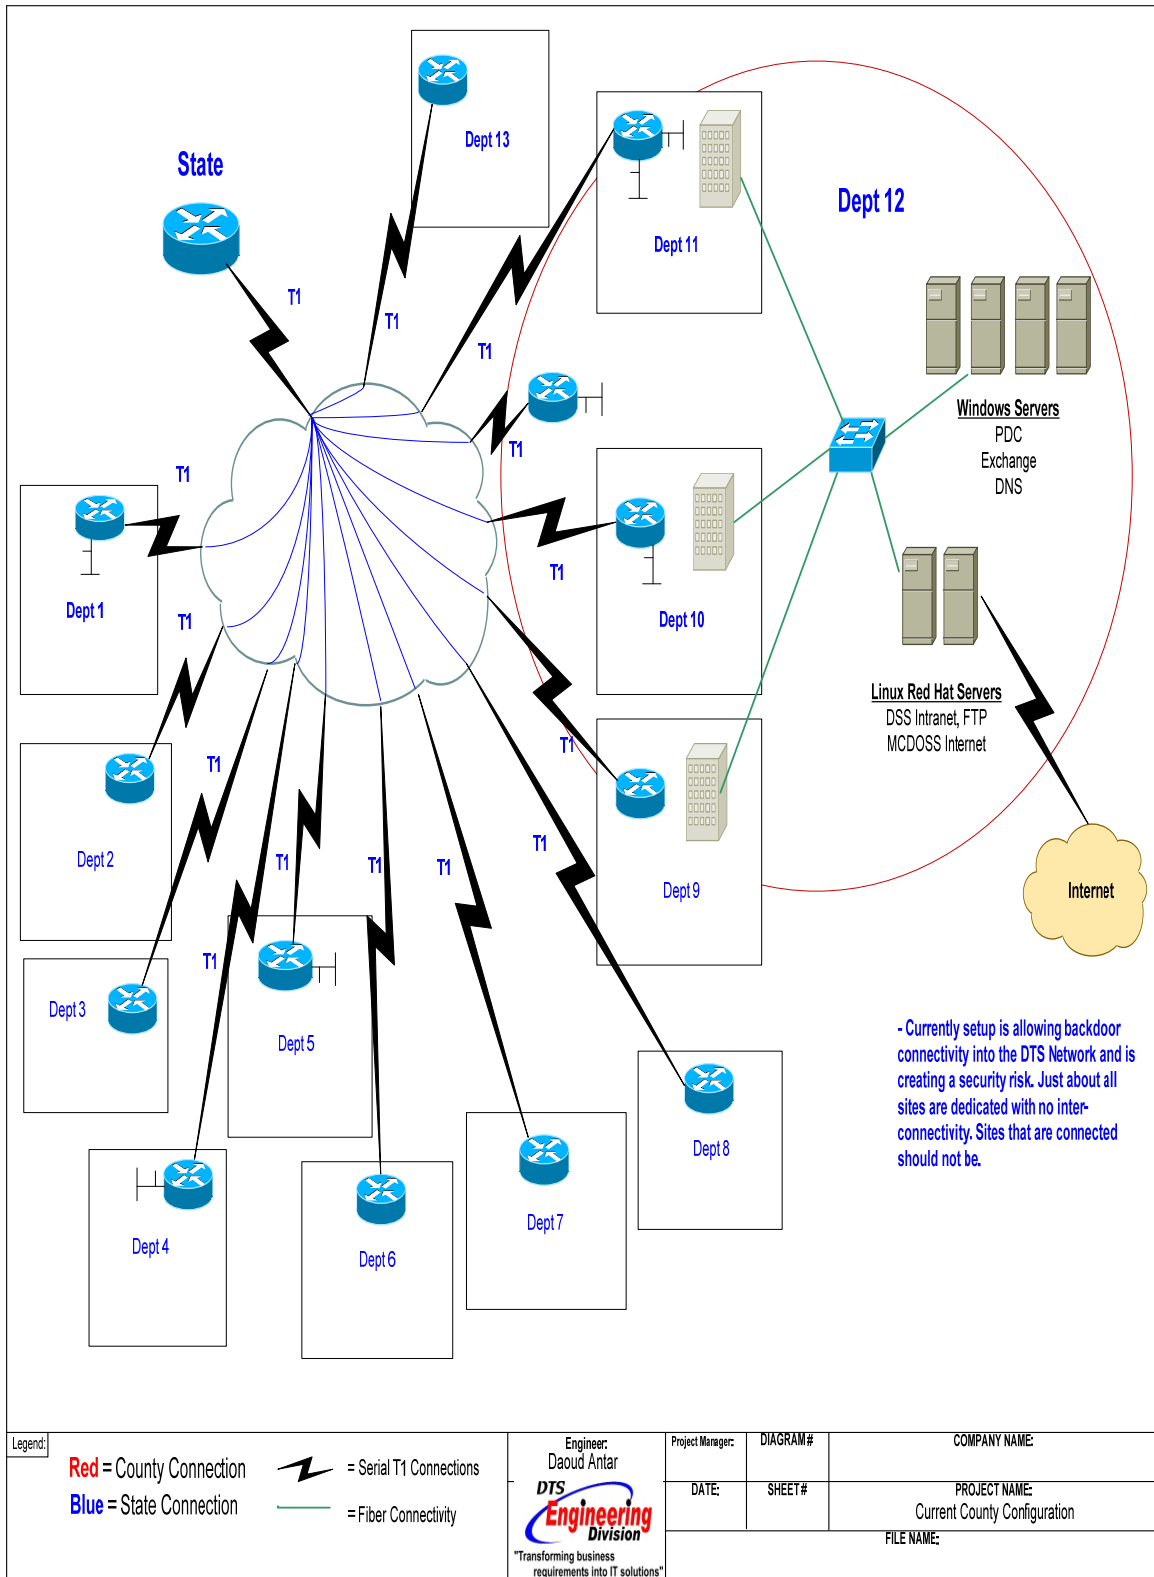 Dept 13
State
Dept 11
Dept 12
T1
T1
T1
Windows Servers
PDC
Exchange
DNS
T1
T1
T1
Dept 1
T1
Dept 10
Linux Red Hat Servers
DSS Intranet, FTP
MCDOSS Internet
T1
T1
Dept 2
T1
T1
T1
T1
Dept 9
Internet
T1
Dept 3
Dept 5
- Currently setup is allowing backdoor
connectivity into the DTS Network and is
creating a security risk. Just about all
sites are dedicated with no inter-
connectivity. Sites that are connected
should not be.
Dept 8
Dept 7
Dept 4
Dept 6
Legend:
Red = County Connection
Blue = State Connection
= Serial T1 Connections
= Fiber Connectivity
Engineer:
Daoud Antar
DTS
Engineering
Division
"Transforming business
requirements into IT solutions"
Project Manager:
DIAGRAM #
COMPANY NAME:
DATE:
SHEET #
PROJECT NAME:
Current County Configuration
FILE NAME: